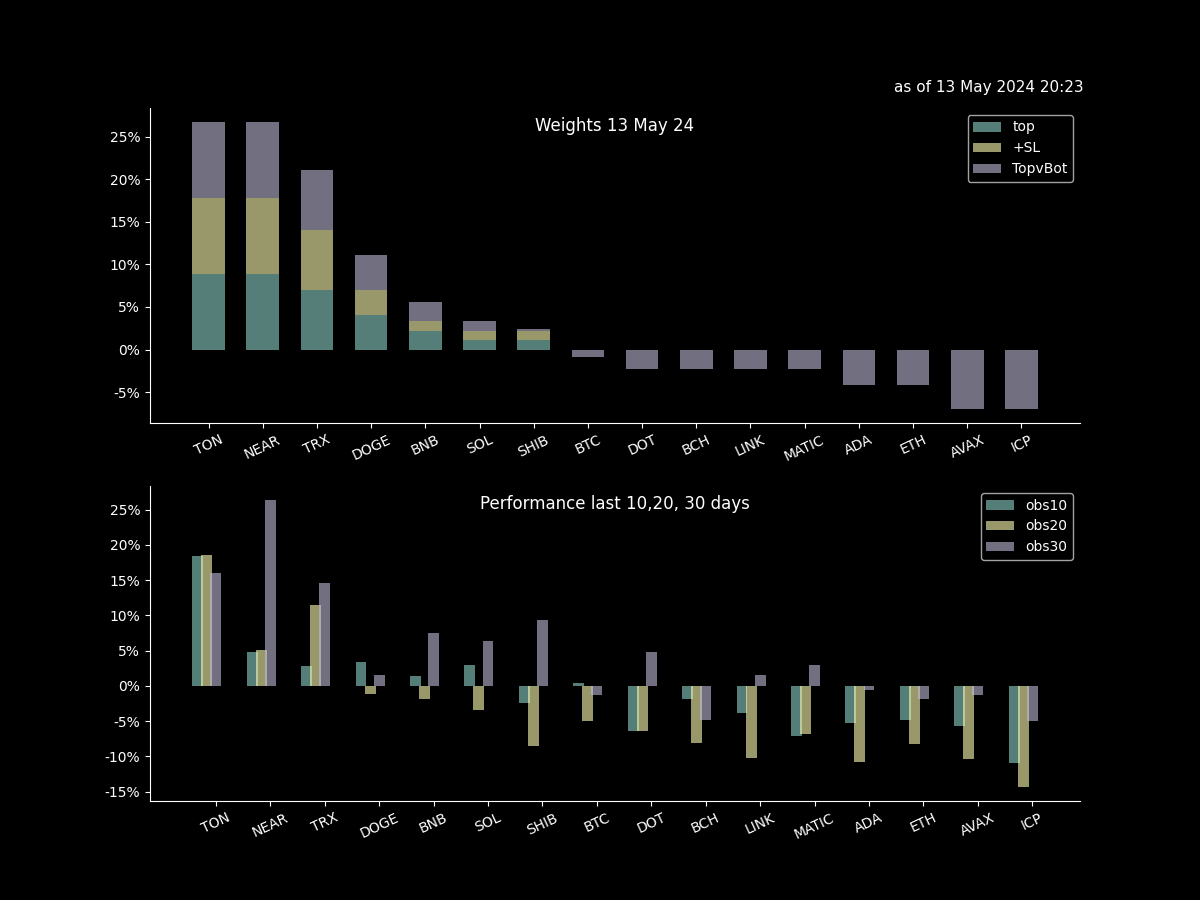 as of 13 May 2024 20:23
Weights 13 May 24
top
+SL
TopvBot
25%
20%
15%
10%
5%
0%
-5%
TON NEAR TRX DOGE BNB SOL SHIB BTC DOT BCH LINK MATIC ADA ETH AVAX ICP
Performance last 10,20, 30 days
obs10
obs20
obs30
25%
20%
15%
10%
5%
0%
-5%
-10%
-15%
TON NEAR TRX DOGE BNB SOL SHIB BTC DOT BCH LINK MATIC ADA ETH AVAX ICP